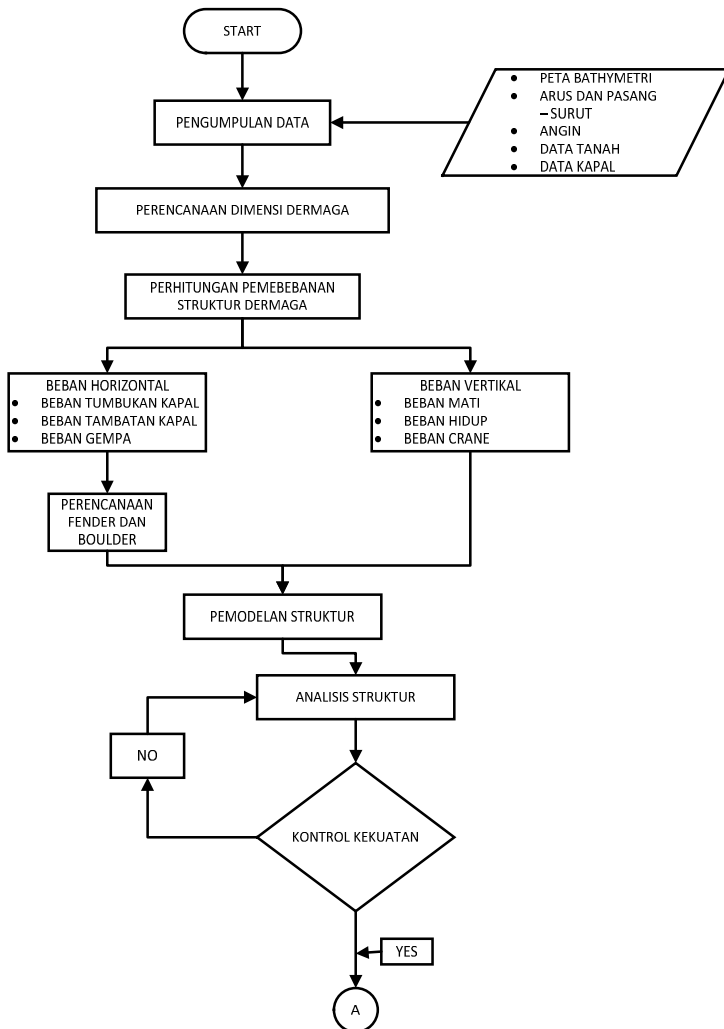 START
PENGUMPULAN DATA
• PETA BATHYMETRI
• ARUS DAN PASANG
– SURUT
• ANGIN
• DATA TANAH
• DATA KAPAL
PERENCANAAN DIMENSI DERMAGA
PERHITUNGAN PEMEBEBANAN
STRUKTUR DERMAGA
BEBAN HORIZONTAL
• BEBAN TUMBUKAN KAPAL
• BEBAN TAMBATAN KAPAL
• BEBAN GEMPA
BEBAN VERTIKAL
• BEBAN MATI
• BEBAN HIDUP
• BEBAN CRANE
PERENCANAAN
FENDER DAN
BOULDER
PEMODELAN STRUKTUR
ANALISIS STRUKTUR
NO
KONTROL KEKUATAN
YES
A